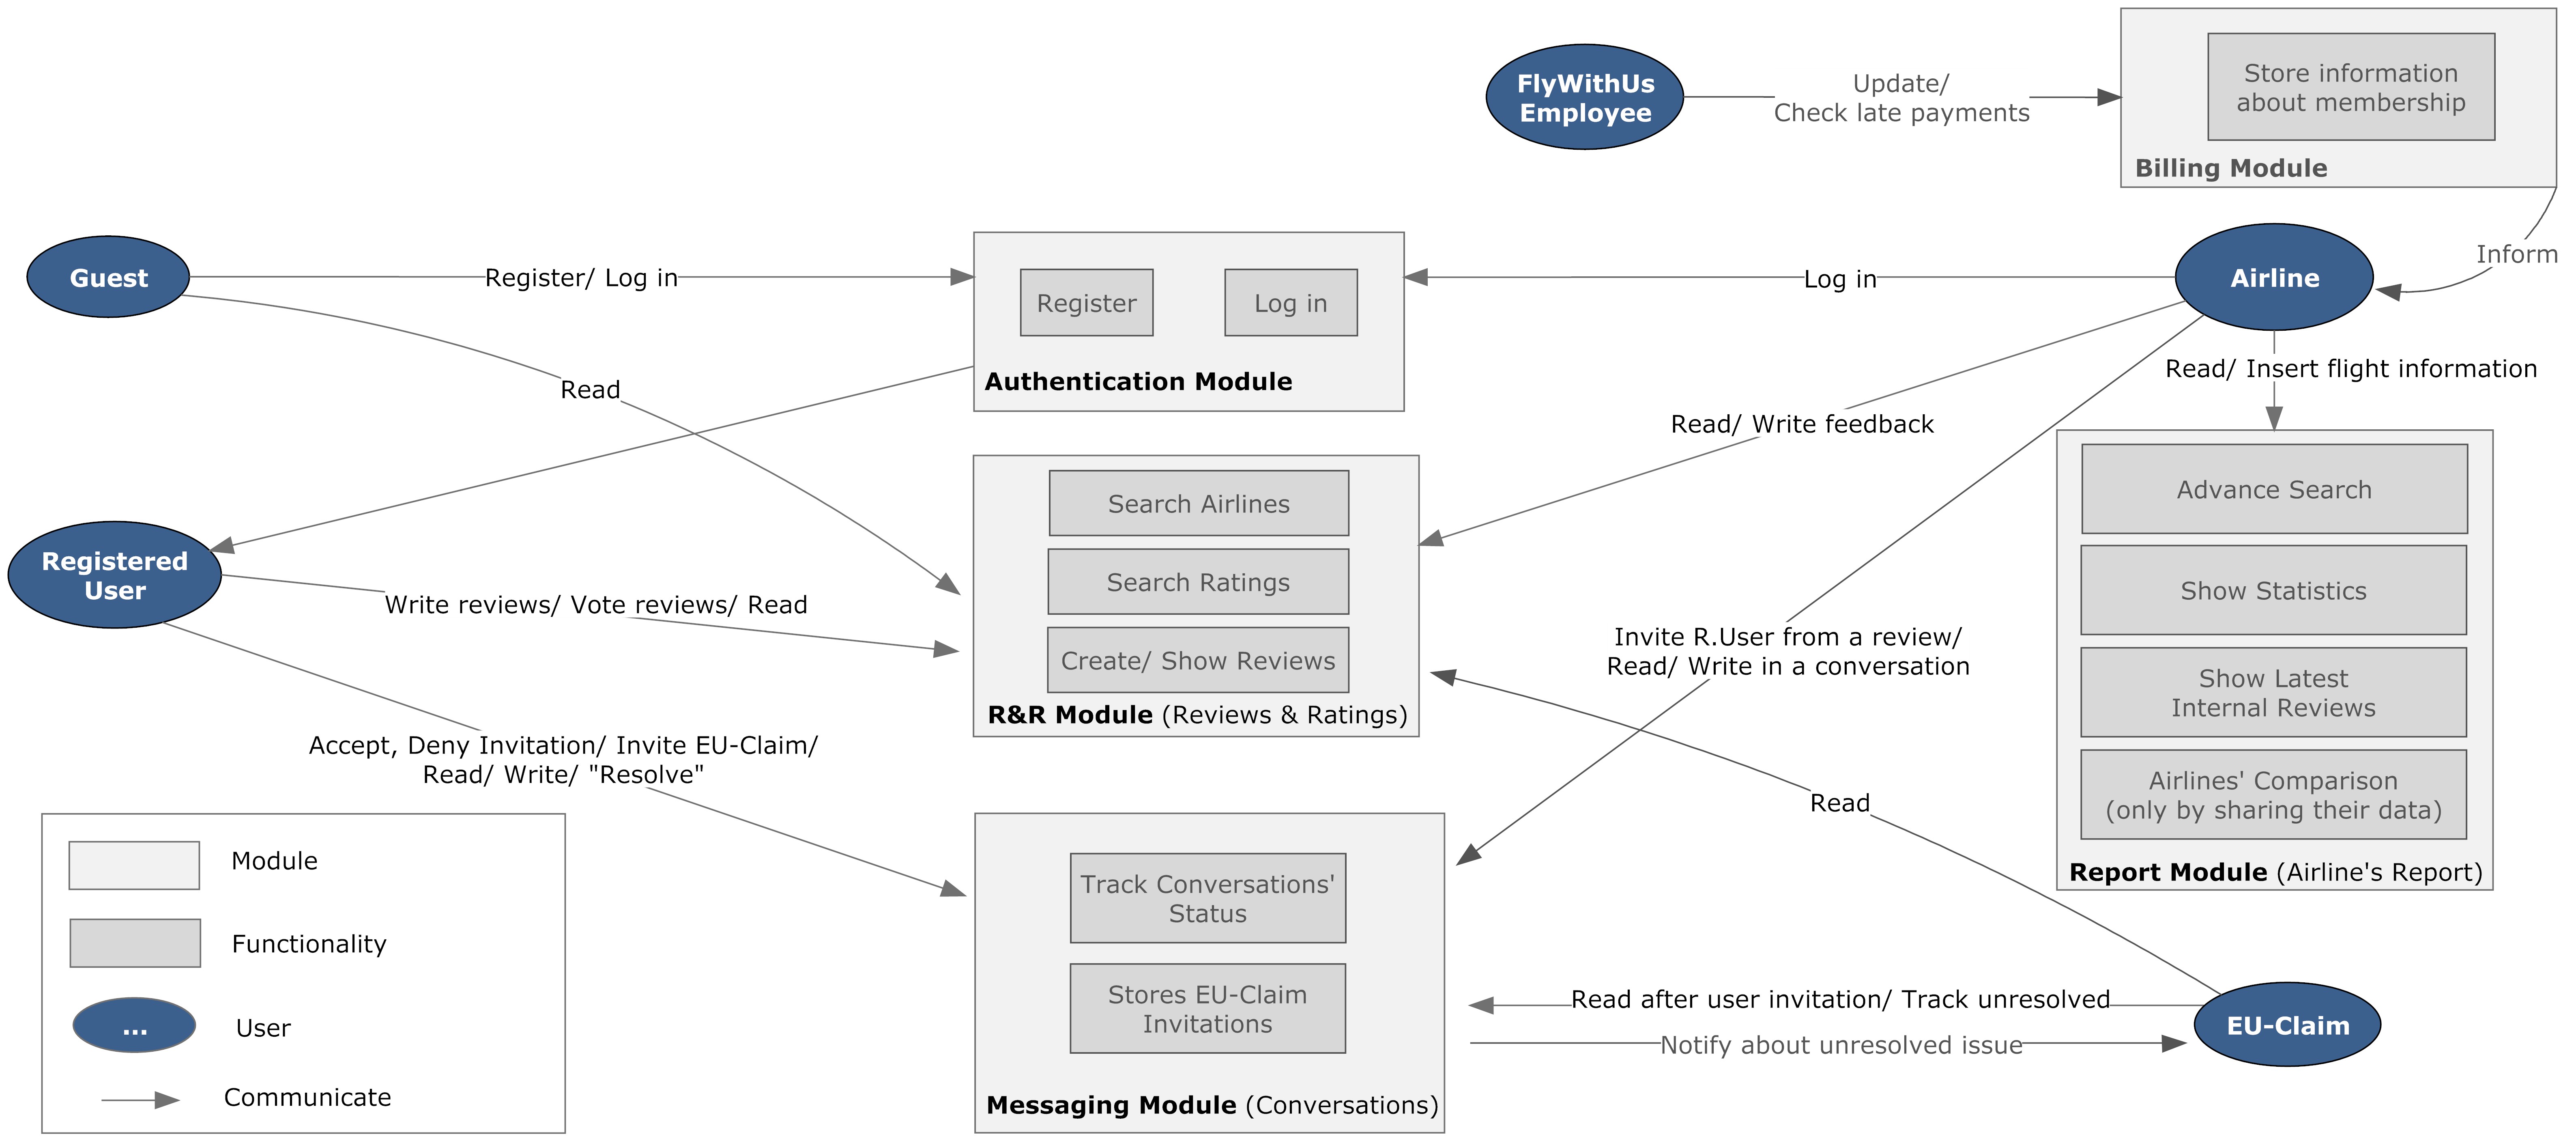 FlyWithUs
Employee
Update/
Check late payments
Store information
about membership
Billing Module
Inform
Guest
Register/ Log in
Register
Log in
Authentication Module
Log in
Airline
Read
Read/ Insert flight information
Read/ Write feedback
Registered
User
Write reviews/ Vote reviews/ Read
Search Airlines
Search Ratings
Create/ Show Reviews
R&R Module (Reviews & Ratings)
Invite R.User from a review/
Read/ Write in a conversation
Advance Search
Show Statistics
Show Latest
Internal Reviews
Airlines' Comparison
(only by sharing their data)
Report Module (Airline's Report)
Accept, Deny Invitation/ Invite EU-Claim/
Read/ Write/ "Resolve"
Read
Track Conversations'
Status
Stores EU-Claim
Invitations
Messaging Module (Conversations)
Read after user invitation/ Track unresolved
Notify about unresolved issue
EU-Claim
Module
Functionality
...
User
Communicate